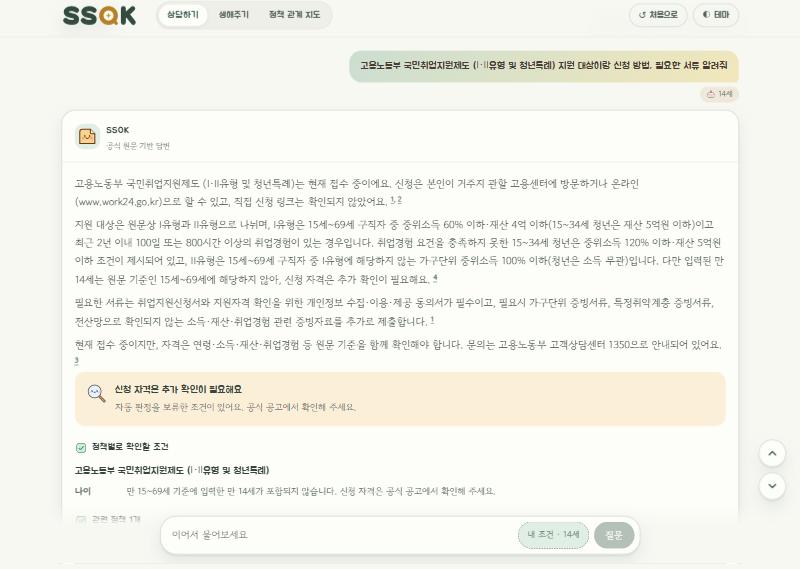 SSOK
상담하기 생애주기 정책 관계 지도
↺ 처음으로
테마
고용노동부 국민취업지원제도 (Ⅰ·Ⅱ유형 및 청년특례) 지원 대상이랑 신청 방법, 필요한 서류 알려줘
14세
SSOK
공식 원문 기반 답변
고용노동부 국민취업지원제도 (Ⅰ·Ⅱ유형 및 청년특례)는 현재 접수 중이에요. 신청은 본인이 거주지 관할 고용센터에 방문하거나 온라인
(www.work24.go.kr)으로 할 수 있고, 직접 신청 링크는 확인되지 않았어요. 1, 2
지원 대상은 원문상 Ⅰ유형과 Ⅱ유형으로 나뉘며, Ⅰ유형은 15세~69세 구직자 중 중위소득 60% 이하·재산 4억 이하(15~34세 청년은 재산 5억원 이하)이고
최근 2년 이내 100일 또는 800시간 이상의 취업경험이 있는 경우입니다. 취업경험 요건을 충족하지 못한 15~34세 청년은 중위소득 120% 이하·재산 5억원
이하 조건이 제시되어 있고, Ⅱ유형은 15세~69세 구직자 중 Ⅰ유형에 해당하지 않는 가구단위 중위소득 100% 이하(청년은 소득 무관)입니다. 다만 입력된 만
14세는 원문 기준인 15세~69세에 해당하지 않아, 신청 자격은 추가 확인이 필요해요. 4
필요한 서류는 취업지원신청서와 지원자격 확인을 위한 개인정보 수집·이용·제공 동의서가 필수이고, 필요시 가구단위 증빙서류, 특정취약계층 증빙서류,
전산망으로 확인되지 않는 소득·재산·취업경험 관련 증빙자료를 추가로 제출합니다. 1
현재 접수 중이지만, 자격은 연령·소득·재산·취업경험 등 원문 기준을 함께 확인해야 합니다. 문의는 고용노동부 고객상담센터 1350으로 안내되어 있어요.
3
신청 자격은 추가 확인이 필요해요
자동 판정을 보류한 조건이 있어요. 공식 공고에서 확인해 주세요.
정책별로 확인할 조건
고용노동부 국민취업지원제도 (Ⅰ·Ⅱ유형 및 청년특례)
나이 만 15~69세 기준에 입력한 만 14세가 포함되지 않습니다. 신청 자격은 공식 공고에서 확인해 주세요.
관련 정책 1개
이어서 물어보세요
내 조건 · 14세
질문